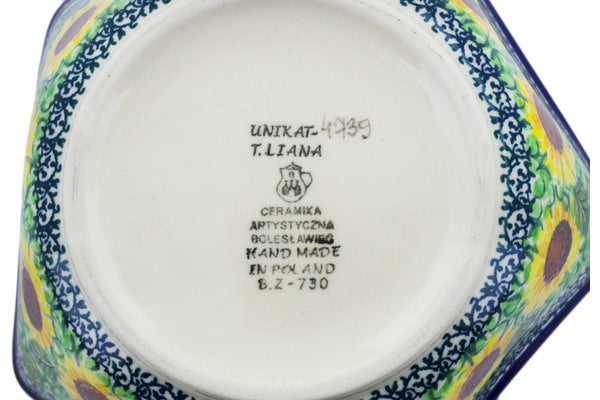 UNIKAT-4739
T.LIANA
B
CERAMIKA
ARTYSTYCZNA
BOLESŁAWIEC
HAND MADE
IN POLAND
S.Z-730